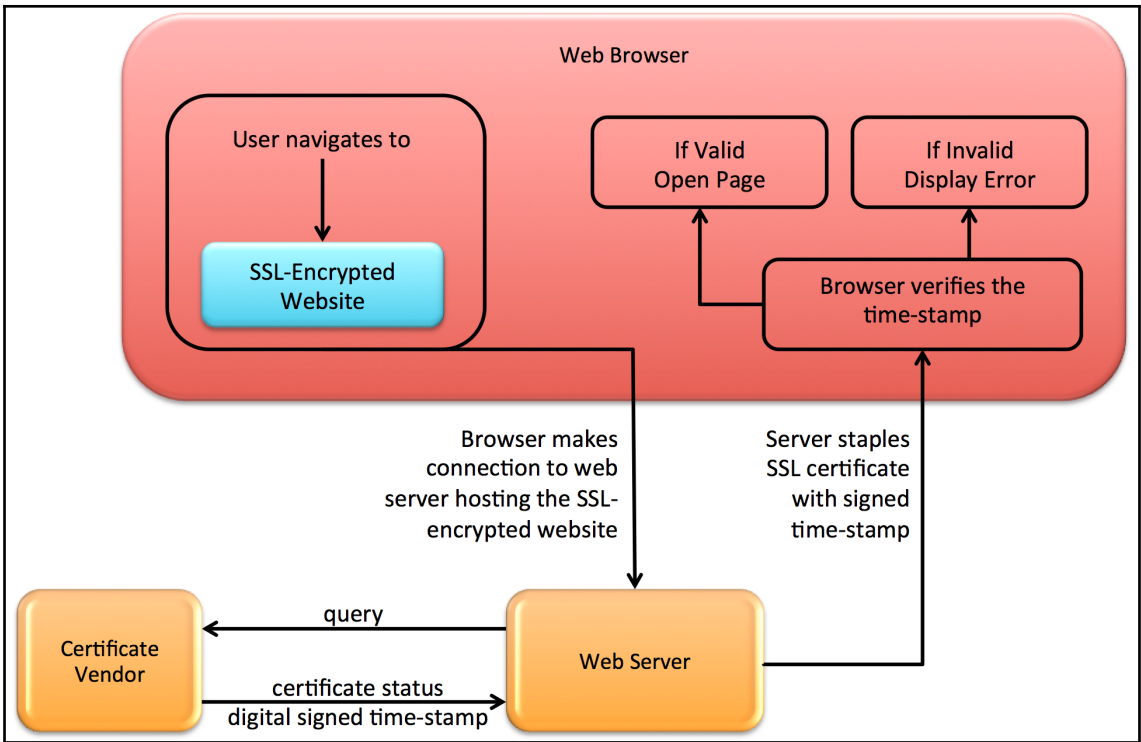 Web Browser
User navigates to
SSL-Encrypted
Website
If Valid
Open Page
If Invalid
Display Error
Browser verifies the
time-stamp
Browser makes
connection to web
server hosting the SSL-
encrypted website
Server staples
SSL certificate
with signed
time-stamp
Certificate
Vendor
query
certificate status
digital signed time-stamp
Web Server